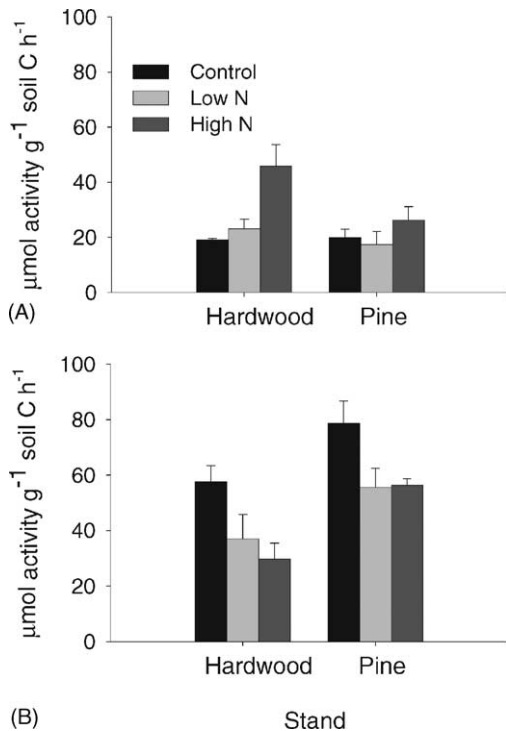 100
80
60
40
20
0
µmol activity g⁻¹ soil C h⁻¹
Control
Low N
High N
(A)
Hardwood
Pine
100
80
60
40
20
0
µmol activity g⁻¹ soil C h⁻¹
Hardwood
Pine
(B)
Stand